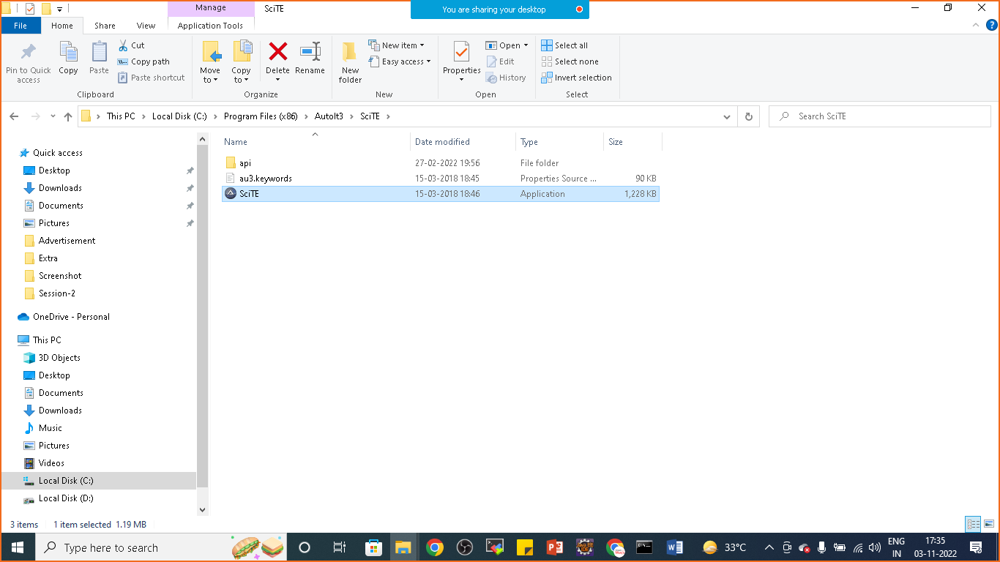 Manage
SciTE
You are sharing your desktop
File
Home
Share
View
Application Tools
Pin to Quick access
Copy
Paste
Cut
Copy path
Paste shortcut
Clipboard
Move to
Copy to
Delete
Rename
Organize
New folder
New item
Easy access
New
Properties
Open
Edit
History
Open
Select all
Select none
Invert selection
Select
This PC > Local Disk (C:) > Program Files (x86) > AutoIt3 > SciTE >
Search SciTE
Name Date modified Type Size
api 27-02-2022 19:56 File folder
au3.keywords 15-03-2018 18:45 Properties Source ... 90 KB
SciTE 15-03-2018 18:46 Application 1,228 KB
Quick access
Desktop
Downloads
Documents
Pictures
Advertisement
Extra
Screenshot
Session-2
OneDrive - Personal
This PC
3D Objects
Desktop
Documents
Downloads
Music
Pictures
Videos
Local Disk (C:)
Local Disk (D:)
3 items 1 item selected 1.19 MB
Type here to search
33°C
ENG
IN
17:35
03-11-2022